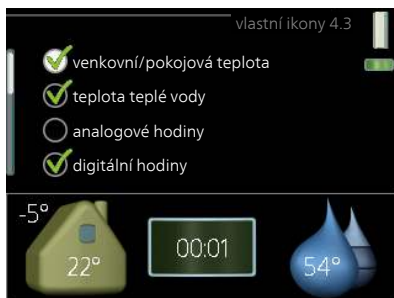 vlastní ikony 4.3
venkovní/pokojová teplota
teplota teplé vody
analogové hodiny
digitální hodiny
-5°
22°
00:01
54°